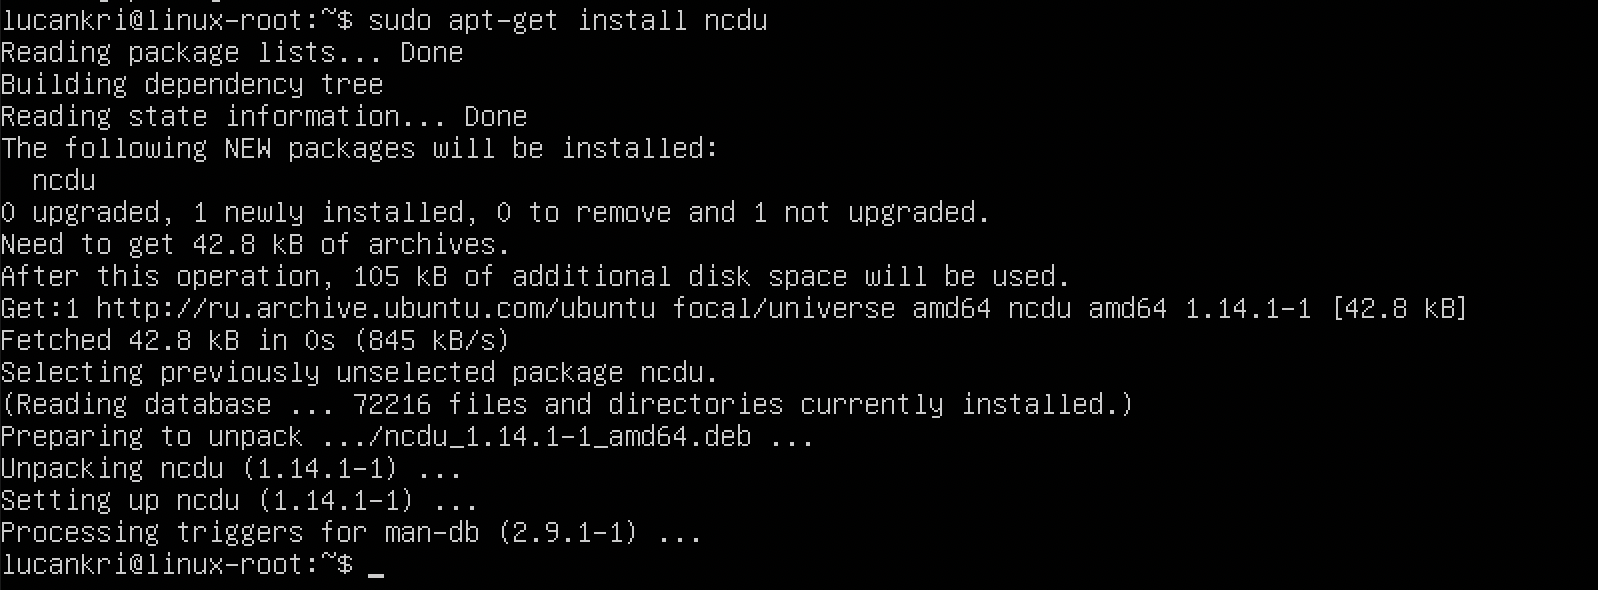 lucankri@linux-root:~$ sudo apt-get install ncdu
Reading package lists... Done
Building dependency tree
Reading state information... Done
The following NEW packages will be installed:
  ncdu
0 upgraded, 1 newly installed, 0 to remove and 1 not upgraded.
Need to get 42.8 kB of archives.
After this operation, 105 kB of additional disk space will be used.
Get:1 http://ru.archive.ubuntu.com/ubuntu focal/universe amd64 ncdu amd64 1.14.1-1 [42.8 kB]
Fetched 42.8 kB in 0s (845 kB/s)
Selecting previously unselected package ncdu.
(Reading database ... 72216 files and directories currently installed.)
Preparing to unpack .../ncdu_1.14.1-1_amd64.deb ...
Unpacking ncdu (1.14.1-1) ...
Setting up ncdu (1.14.1-1) ...
Processing triggers for man-db (2.9.1-1) ...
lucankri@linux-root:~$ _